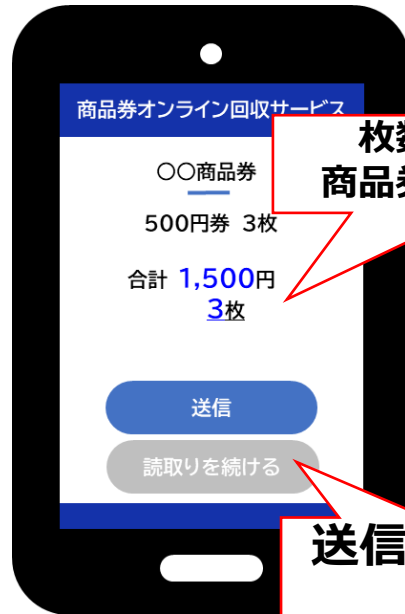 商品券オンライン回収サービス
枚数
〇〇商品券
商品券
500円券 3枚
合計 1,500円
3枚
送信
読取りを続ける
送信